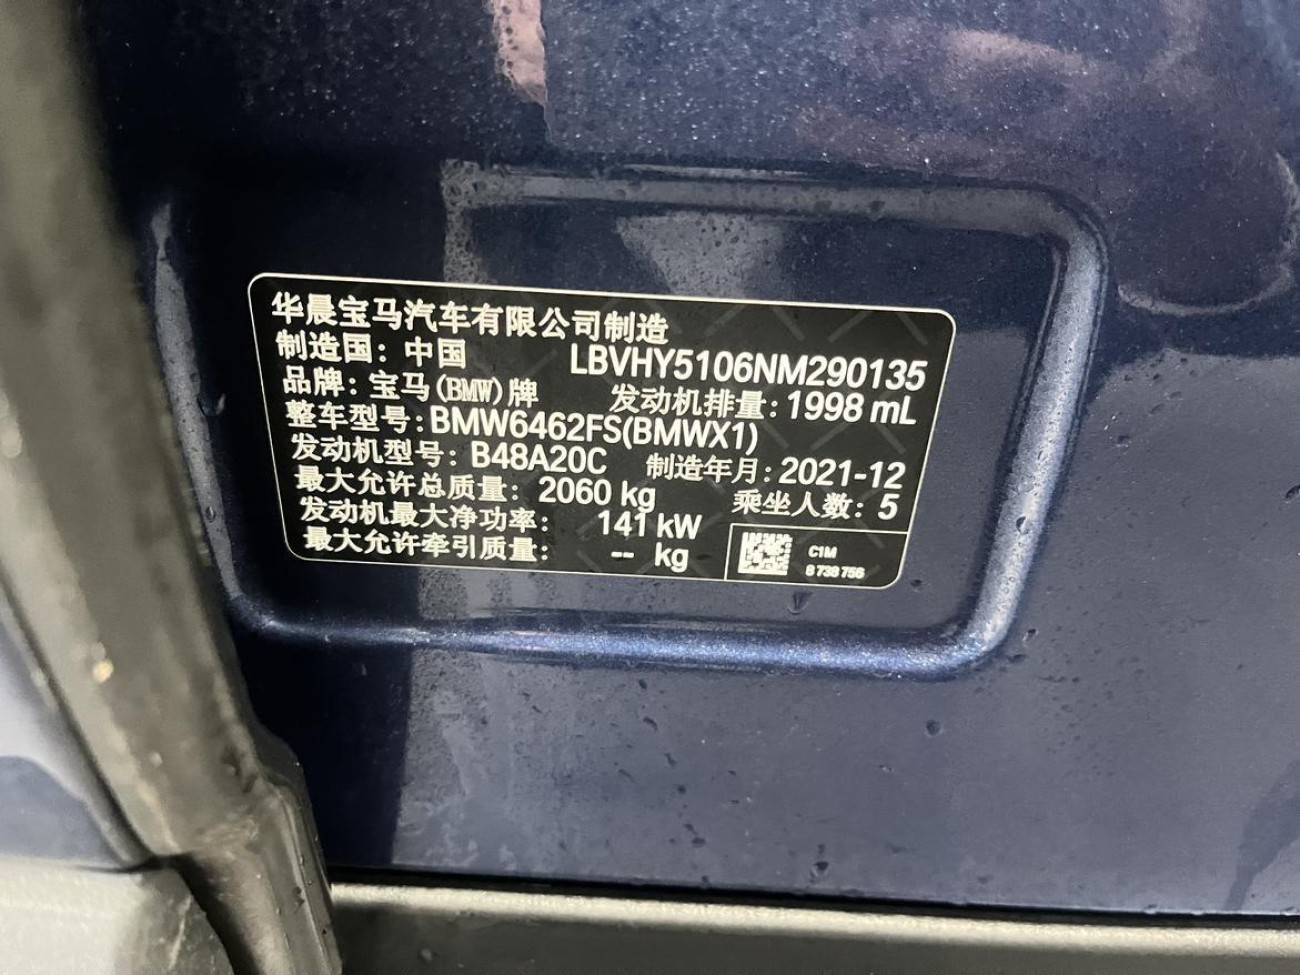 华晨宝马汽车有限公司制造
制造国：中国 LBVHY5106NM290135
品牌：宝马(BMW)牌 发动机排量：1998 mL
整车型号：BMW6462FS(BMWX1)
发动机型号：B48A20C 制造年月：2021-12
最大允许总质量：2060 kg 乘坐人数：5
发动机最大净功率：141 kW
最大允许牵引质量：-- kg
C1M
8 738 756